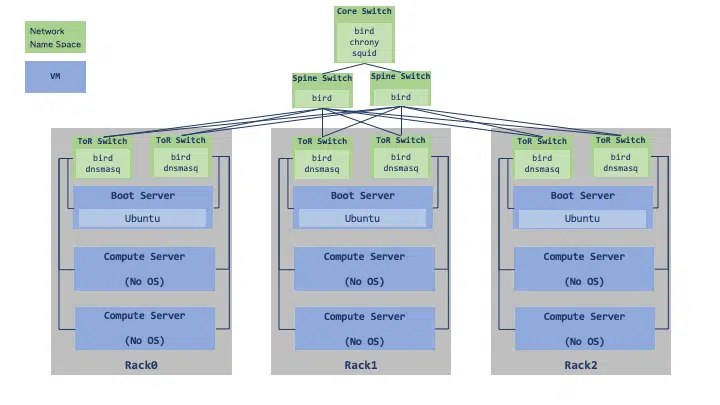 Core Switch
bird
chrony
squid
Network
Name Space
VM
Spine Switch
bird
Spine Switch
bird
ToR Switch
bird
dnsmasq
ToR Switch
bird
dnsmasq
Boot Server
Ubuntu
Compute Server
(No OS)
Compute Server
(No OS)
Rack0
ToR Switch
bird
dnsmasq
ToR Switch
bird
dnsmasq
Boot Server
Ubuntu
Compute Server
(No OS)
Compute Server
(No OS)
Rack1
ToR Switch
bird
dnsmasq
ToR Switch
bird
dnsmasq
Boot Server
Ubuntu
Compute Server
(No OS)
Compute Server
(No OS)
Rack2